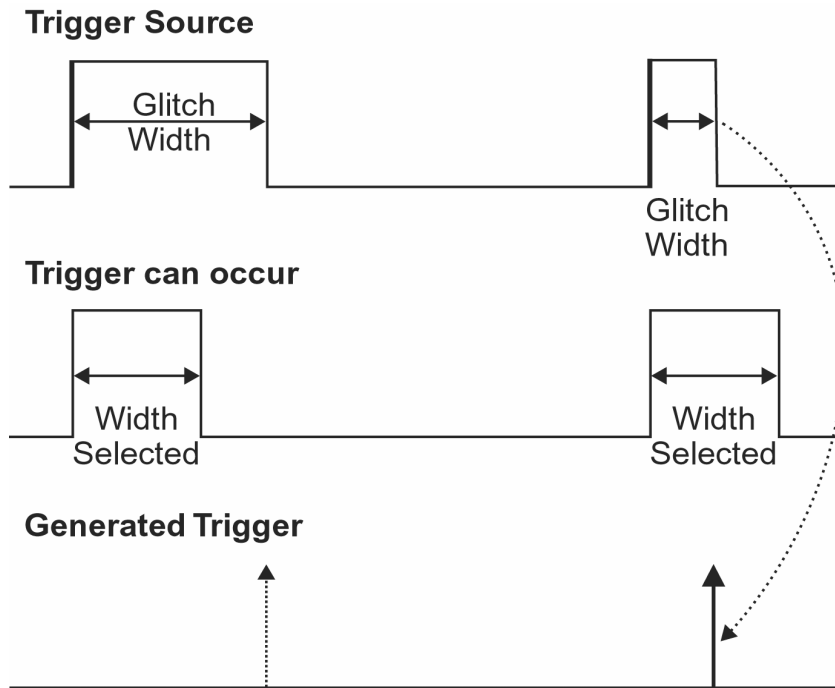 Trigger Source
Glitch
Width
Glitch
Width
Trigger can occur
Width
Selected
Width
Selected
Generated Trigger